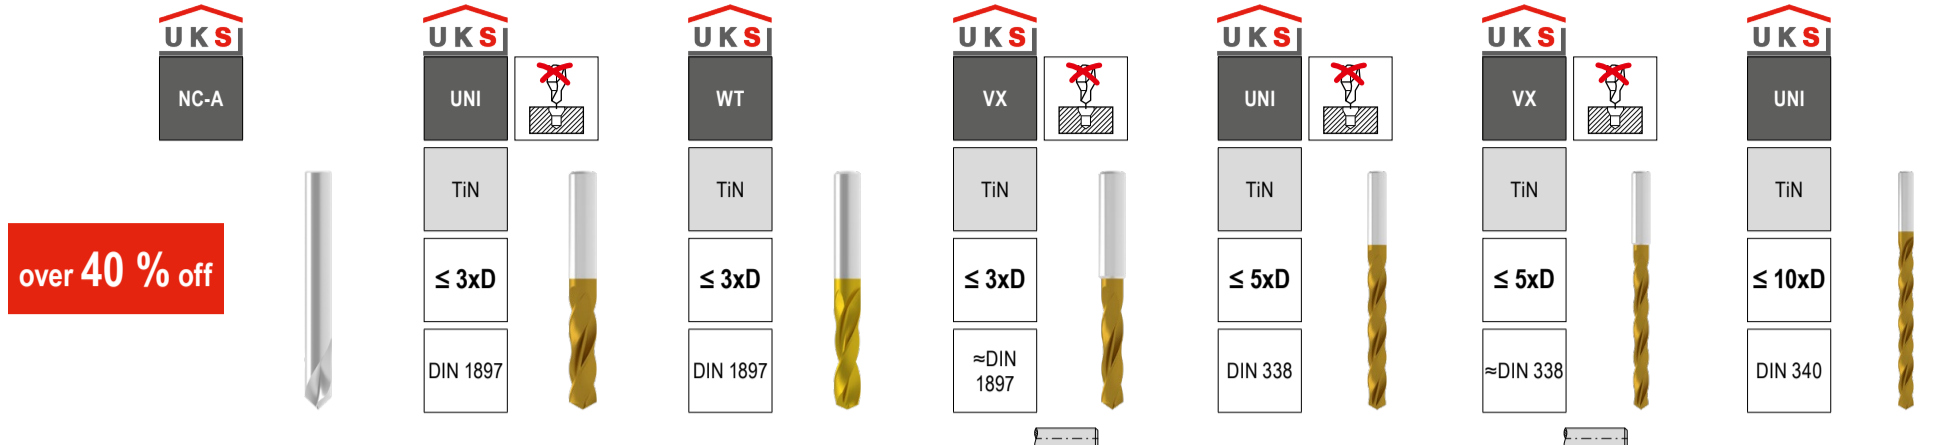 UKS UKS UKS UKS UKS UKS UKS
NC-A UNI WT VX UNI VX UNI
TiN TiN TiN TiN TiN TiN
over 40 % off
≤ 3xD ≤ 3xD ≤ 3xD ≤ 5xD ≤ 5xD ≤ 10xD
DIN 1897 DIN 1897 ≈DIN
1897 DIN 338 ≈DIN 338 DIN 340